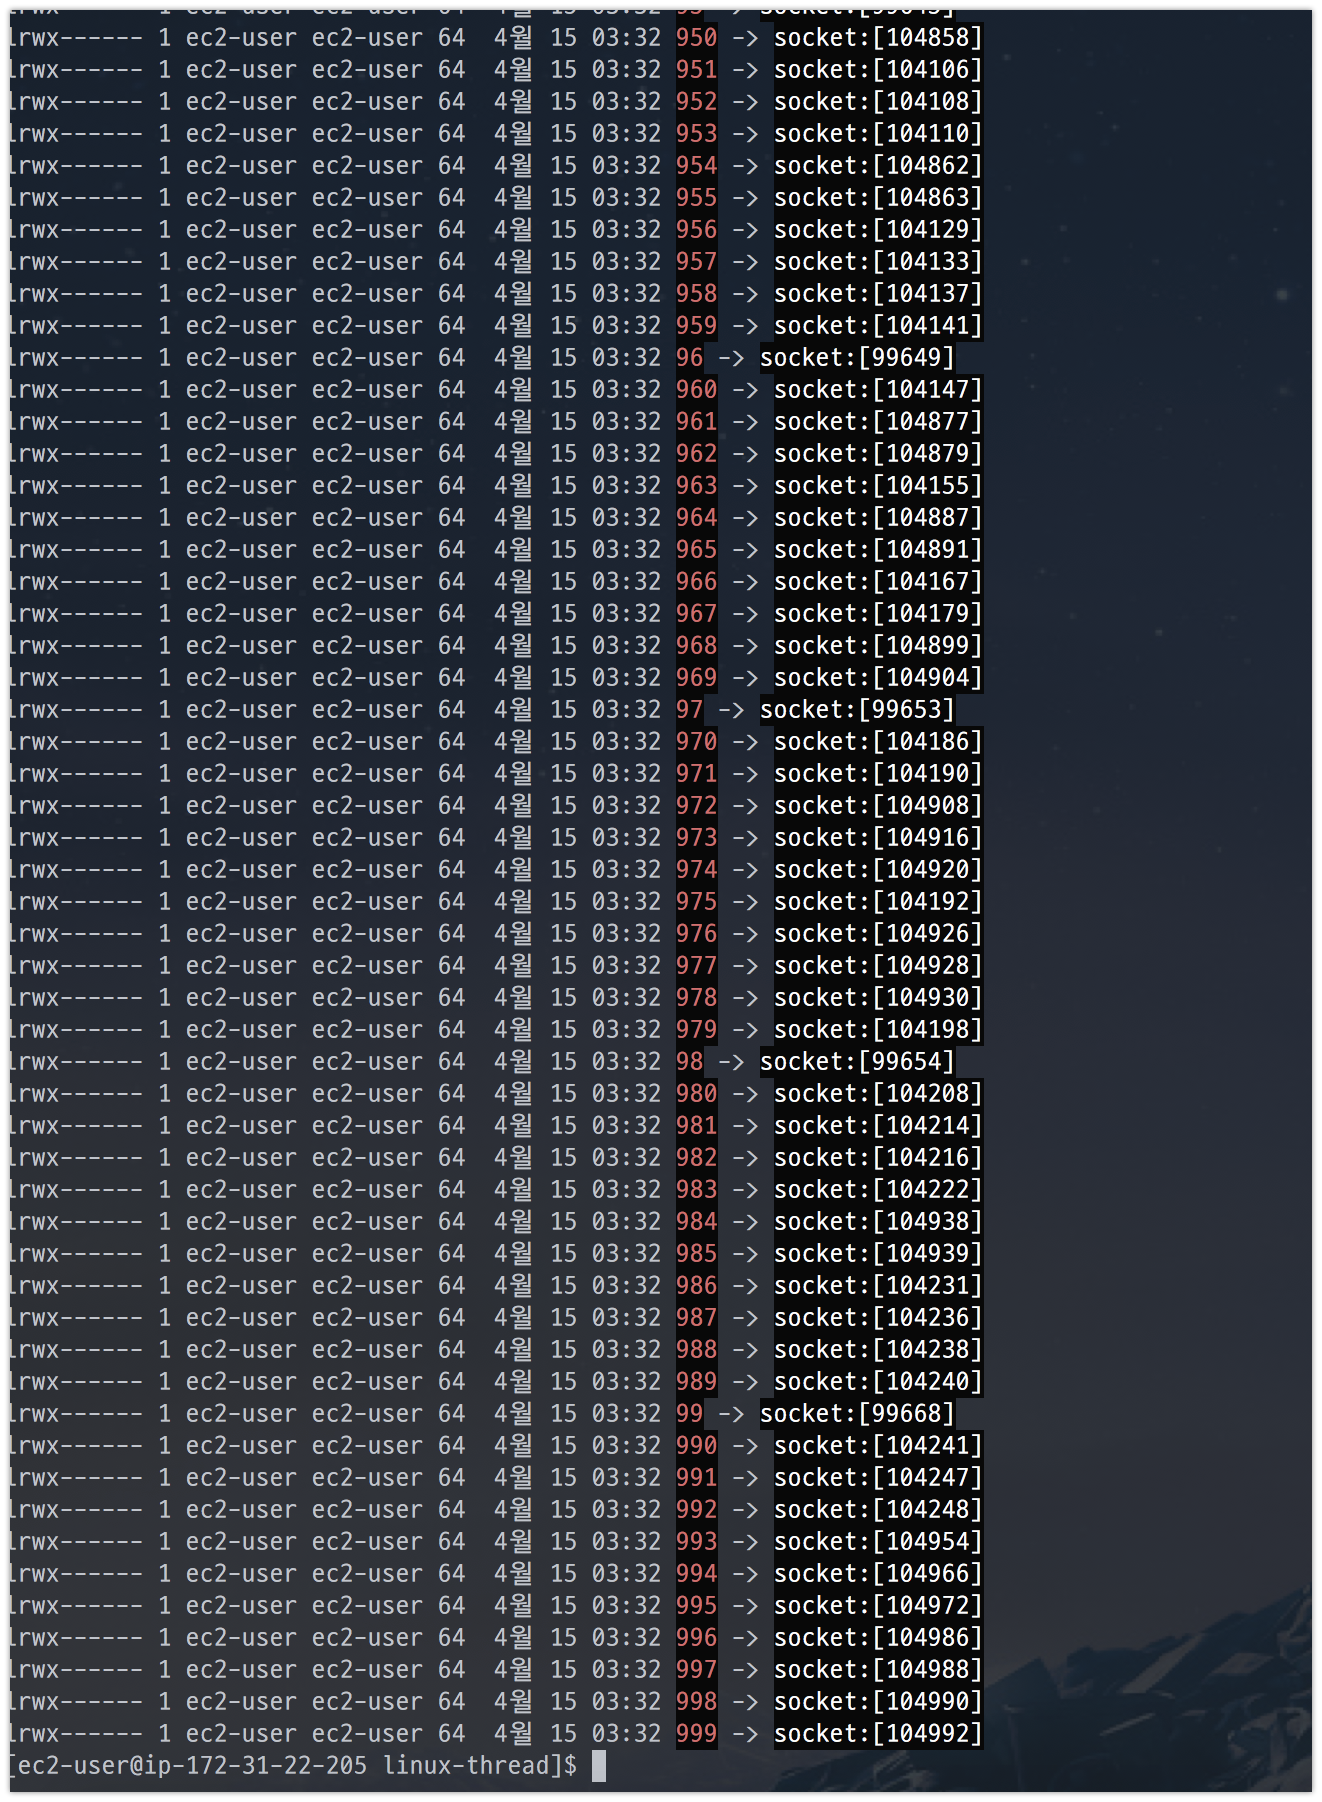 lrwx------ 1 ec2-user ec2-user 64  4월 15 03:32 950 -> socket:[104858]
lrwx------ 1 ec2-user ec2-user 64  4월 15 03:32 951 -> socket:[104106]
lrwx------ 1 ec2-user ec2-user 64  4월 15 03:32 952 -> socket:[104108]
lrwx------ 1 ec2-user ec2-user 64  4월 15 03:32 953 -> socket:[104110]
lrwx------ 1 ec2-user ec2-user 64  4월 15 03:32 954 -> socket:[104862]
lrwx------ 1 ec2-user ec2-user 64  4월 15 03:32 955 -> socket:[104863]
lrwx------ 1 ec2-user ec2-user 64  4월 15 03:32 956 -> socket:[104129]
lrwx------ 1 ec2-user ec2-user 64  4월 15 03:32 957 -> socket:[104133]
lrwx------ 1 ec2-user ec2-user 64  4월 15 03:32 958 -> socket:[104137]
lrwx------ 1 ec2-user ec2-user 64  4월 15 03:32 959 -> socket:[104141]
lrwx------ 1 ec2-user ec2-user 64  4월 15 03:32 96 -> socket:[99649]
lrwx------ 1 ec2-user ec2-user 64  4월 15 03:32 960 -> socket:[104147]
lrwx------ 1 ec2-user ec2-user 64  4월 15 03:32 961 -> socket:[104877]
lrwx------ 1 ec2-user ec2-user 64  4월 15 03:32 962 -> socket:[104879]
lrwx------ 1 ec2-user ec2-user 64  4월 15 03:32 963 -> socket:[104155]
lrwx------ 1 ec2-user ec2-user 64  4월 15 03:32 964 -> socket:[104887]
lrwx------ 1 ec2-user ec2-user 64  4월 15 03:32 965 -> socket:[104891]
lrwx------ 1 ec2-user ec2-user 64  4월 15 03:32 966 -> socket:[104167]
lrwx------ 1 ec2-user ec2-user 64  4월 15 03:32 967 -> socket:[104179]
lrwx------ 1 ec2-user ec2-user 64  4월 15 03:32 968 -> socket:[104899]
lrwx------ 1 ec2-user ec2-user 64  4월 15 03:32 969 -> socket:[104904]
lrwx------ 1 ec2-user ec2-user 64  4월 15 03:32 97 -> socket:[99653]
lrwx------ 1 ec2-user ec2-user 64  4월 15 03:32 970 -> socket:[104186]
lrwx------ 1 ec2-user ec2-user 64  4월 15 03:32 971 -> socket:[104190]
lrwx------ 1 ec2-user ec2-user 64  4월 15 03:32 972 -> socket:[104908]
lrwx------ 1 ec2-user ec2-user 64  4월 15 03:32 973 -> socket:[104916]
lrwx------ 1 ec2-user ec2-user 64  4월 15 03:32 974 -> socket:[104920]
lrwx------ 1 ec2-user ec2-user 64  4월 15 03:32 975 -> socket:[104192]
lrwx------ 1 ec2-user ec2-user 64  4월 15 03:32 976 -> socket:[104926]
lrwx------ 1 ec2-user ec2-user 64  4월 15 03:32 977 -> socket:[104928]
lrwx------ 1 ec2-user ec2-user 64  4월 15 03:32 978 -> socket:[104930]
lrwx------ 1 ec2-user ec2-user 64  4월 15 03:32 979 -> socket:[104198]
lrwx------ 1 ec2-user ec2-user 64  4월 15 03:32 98 -> socket:[99654]
lrwx------ 1 ec2-user ec2-user 64  4월 15 03:32 980 -> socket:[104208]
lrwx------ 1 ec2-user ec2-user 64  4월 15 03:32 981 -> socket:[104214]
lrwx------ 1 ec2-user ec2-user 64  4월 15 03:32 982 -> socket:[104216]
lrwx------ 1 ec2-user ec2-user 64  4월 15 03:32 983 -> socket:[104222]
lrwx------ 1 ec2-user ec2-user 64  4월 15 03:32 984 -> socket:[104938]
lrwx------ 1 ec2-user ec2-user 64  4월 15 03:32 985 -> socket:[104939]
lrwx------ 1 ec2-user ec2-user 64  4월 15 03:32 986 -> socket:[104231]
lrwx------ 1 ec2-user ec2-user 64  4월 15 03:32 987 -> socket:[104236]
lrwx------ 1 ec2-user ec2-user 64  4월 15 03:32 988 -> socket:[104238]
lrwx------ 1 ec2-user ec2-user 64  4월 15 03:32 989 -> socket:[104240]
lrwx------ 1 ec2-user ec2-user 64  4월 15 03:32 99 -> socket:[99668]
lrwx------ 1 ec2-user ec2-user 64  4월 15 03:32 990 -> socket:[104241]
lrwx------ 1 ec2-user ec2-user 64  4월 15 03:32 991 -> socket:[104247]
lrwx------ 1 ec2-user ec2-user 64  4월 15 03:32 992 -> socket:[104248]
lrwx------ 1 ec2-user ec2-user 64  4월 15 03:32 993 -> socket:[104954]
lrwx------ 1 ec2-user ec2-user 64  4월 15 03:32 994 -> socket:[104966]
lrwx------ 1 ec2-user ec2-user 64  4월 15 03:32 995 -> socket:[104972]
lrwx------ 1 ec2-user ec2-user 64  4월 15 03:32 996 -> socket:[104986]
lrwx------ 1 ec2-user ec2-user 64  4월 15 03:32 997 -> socket:[104988]
lrwx------ 1 ec2-user ec2-user 64  4월 15 03:32 998 -> socket:[104990]
lrwx------ 1 ec2-user ec2-user 64  4월 15 03:32 999 -> socket:[104992]
[ec2-user@ip-172-31-22-205 linux-thread]$